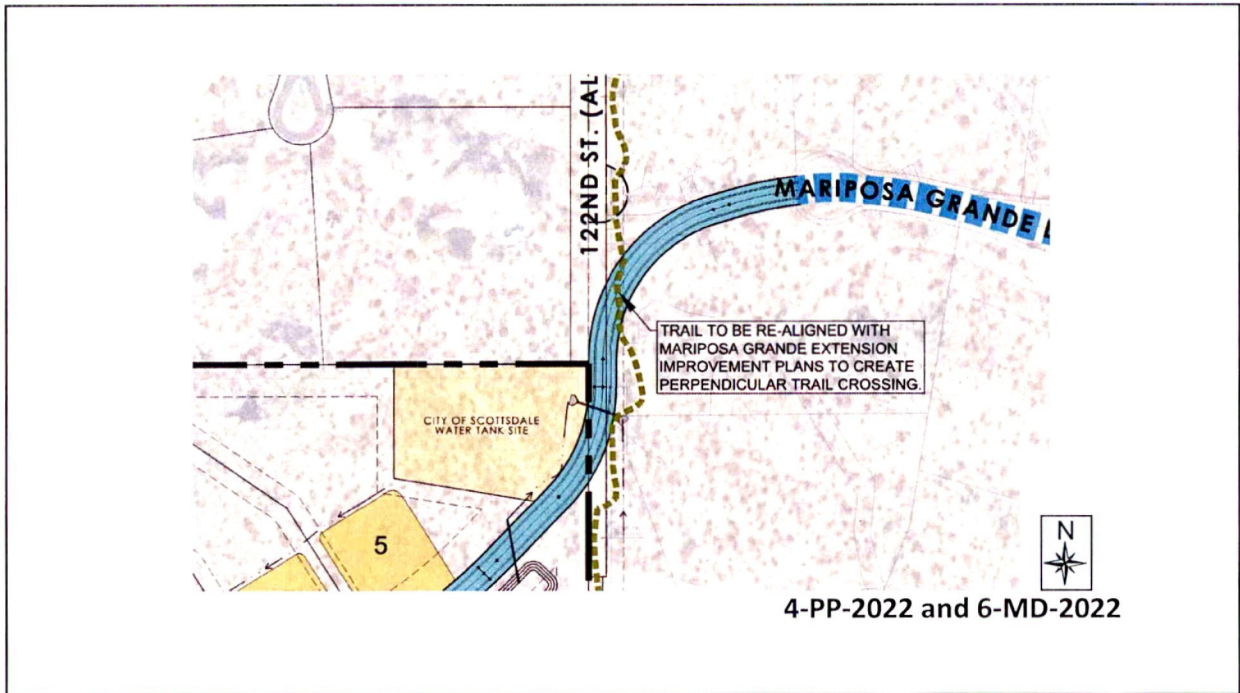 122ND ST. (AL
MARIPOSA GRANDE
TRAIL TO BE RE-ALIGNED WITH
MARIPOSA GRANDE EXTENSION
IMPROVEMENT PLANS TO CREATE
PERPENDICULAR TRAIL CROSSING.
CITY OF SCOTTSDALE
WATER TANK SITE
5
N
4-PP-2022 and 6-MD-2022